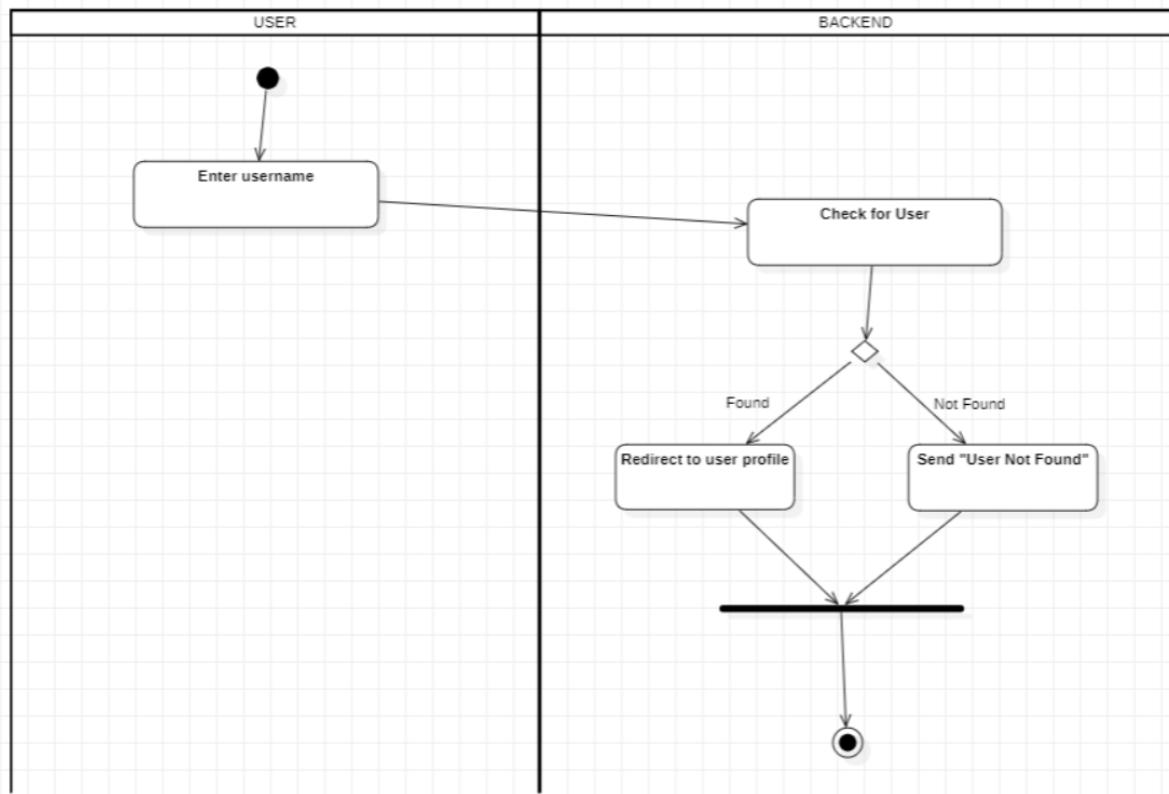 USER
BACKEND
Enter username
Check for User
Found
Not Found
Redirect to user profile
Send "User Not Found"